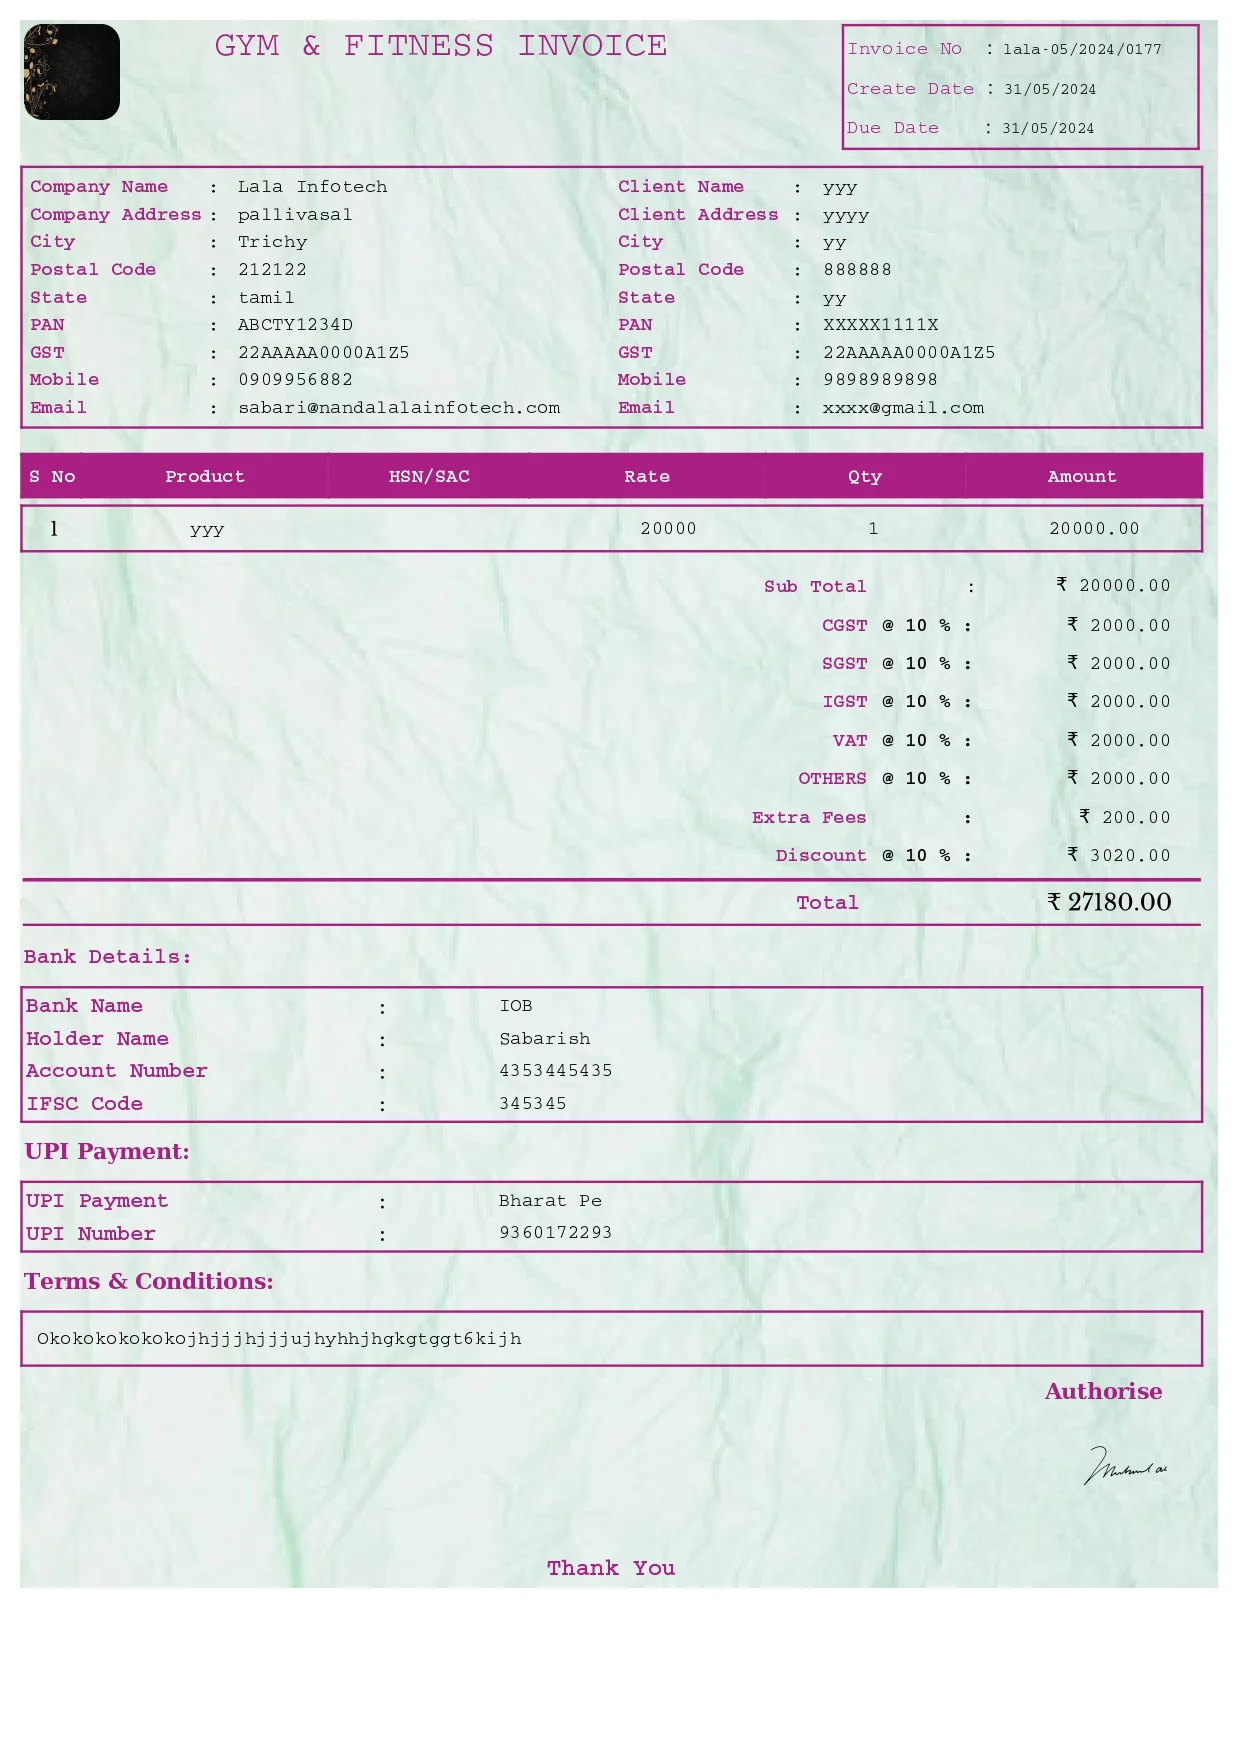 GYM & FITNESS INVOICE
Invoice No : lala-05/2024/0177
Create Date : 31/05/2024
Due Date : 31/05/2024
Company Name : Lala Infotech
Company Address : pallivasal
City : Trichy
Postal Code : 212122
State : tamil
PAN : ABCTY1234D
GST : 22AAAAA0000A1Z5
Mobile : 0909956882
Email : sabari@nandalalainfotech.com
Client Name : yyy
Client Address : yyyy
City : yy
Postal Code : 888888
State : yy
PAN : XXXXX1111X
GST : 22AAAAA0000A1Z5
Mobile : 9898989898
Email : xxxx@gmail.com
S No Product HSN/SAC Rate Qty Amount
1 yyy 20000 1 20000.00
Sub Total : ₹ 20000.00
CGST @ 10 % : ₹ 2000.00
SGST @ 10 % : ₹ 2000.00
IGST @ 10 % : ₹ 2000.00
VAT @ 10 % : ₹ 2000.00
OTHERS @ 10 % : ₹ 2000.00
Extra Fees : ₹ 200.00
Discount @ 10 % : ₹ 3020.00
Total ₹ 27180.00
Bank Details:
Bank Name : IOB
Holder Name : Sabarish
Account Number : 4353445435
IFSC Code : 345345
UPI Payment:
UPI Payment : Bharat Pe
UPI Number : 9360172293
Terms & Conditions:
Okokokokokokojhjjjhjjjujhyhhjhgkgtggt6kijh
Authorise
Thank You